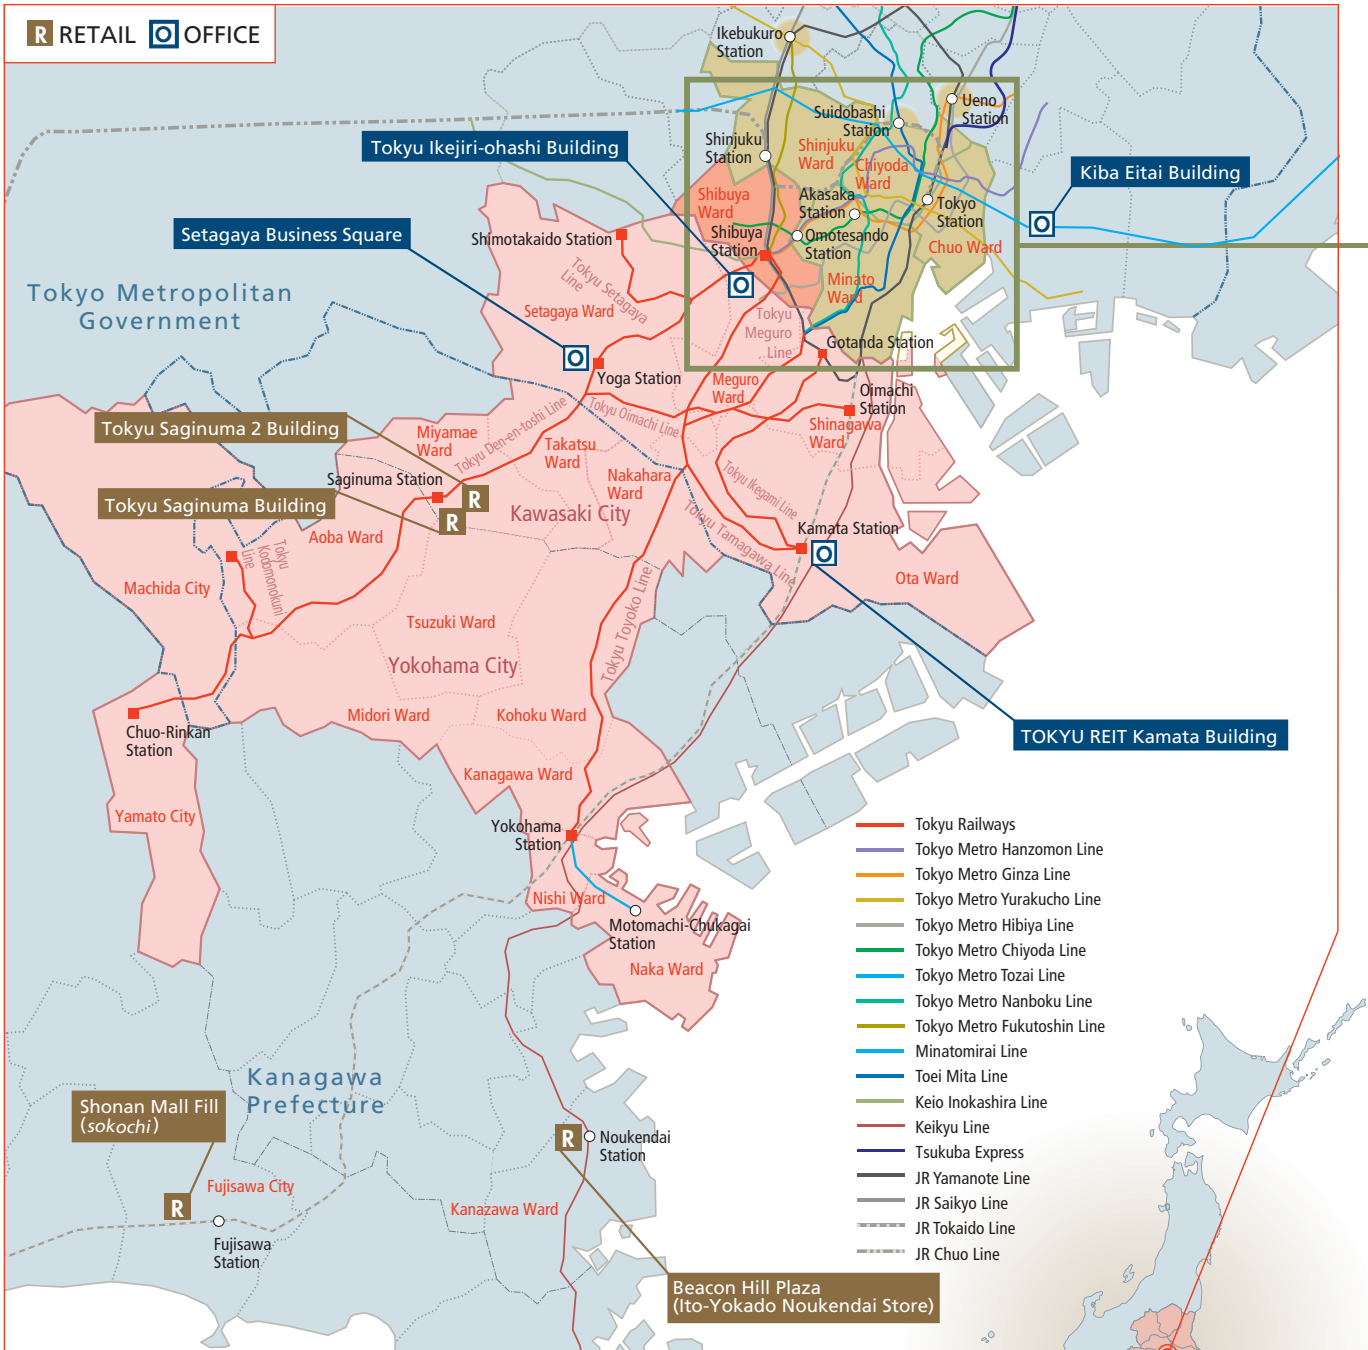 R RETAIL O OFFICE
Ikebukuro
Station
Ueno
Station
Suidobashi
Station
Tokyu Ikejiri-ohashi Building
Shinjuku
Station
Shinjuku
Ward
Chiyoda
Ward
Kiba Eitai Building
O
Shibuya
Ward
Akasaka
Station
Tokyo
Station
Setagaya Business Square
Shimotakaido Station
Shibuya
Station
Omotesando
Station
Chuo Ward
Tokyu Setagaya
Line
O
Minato
Ward
Tokyo Metropolitan
Government
Setagaya Ward
Tokyu
Meguro
Line
Gotanda Station
O
Yoga Station
Meguro
Ward
Oimachi
Station
Tokyu Saginuma 2 Building
Miyamae
Ward
Tokyu Den-en-toshi Line
Tokyu Oimachi Line
Shinagawa
Ward
Takatsu
Ward
Saginuma Station
Nakahara
Ward
Tokyu Ikegami Line
Tokyu Saginuma Building
R
R
Kawasaki City
Tokyu Tamagawa Line
Kamata Station
O
Aoba Ward
Tokyu
Kodomonokuni
Line
Machida City
Ota Ward
Tsuzuki Ward
Tokyu Toyoko Line
Yokohama City
Midori Ward
Kohoku Ward
Chuo-Rinkan
Station
TOKYU REIT Kamata Building
Kanagawa Ward
Yamato City
Yokohama
Station
Nishi Ward
Motomachi-Chukagai
Station
Naka Ward
Tokyu Railways
Tokyo Metro Hanzomon Line
Tokyo Metro Ginza Line
Tokyo Metro Yurakucho Line
Tokyo Metro Hibiya Line
Tokyo Metro Chiyoda Line
Tokyo Metro Tozai Line
Tokyo Metro Nanboku Line
Tokyo Metro Fukutoshin Line
Minatomirai Line
Toei Mita Line
Keio Inokashira Line
Keikyu Line
Tsukuba Express
JR Yamanote Line
JR Saikyo Line
JR Tokaido Line
JR Chuo Line
Kanagawa
Prefecture
Shonan Mall Fill
(sokochi)
R
Noukendai
Station
Fujisawa City
R
Kanazawa Ward
Fujisawa
Station
Beacon Hill Plaza
(Ito-Yokado Noukendai Store)